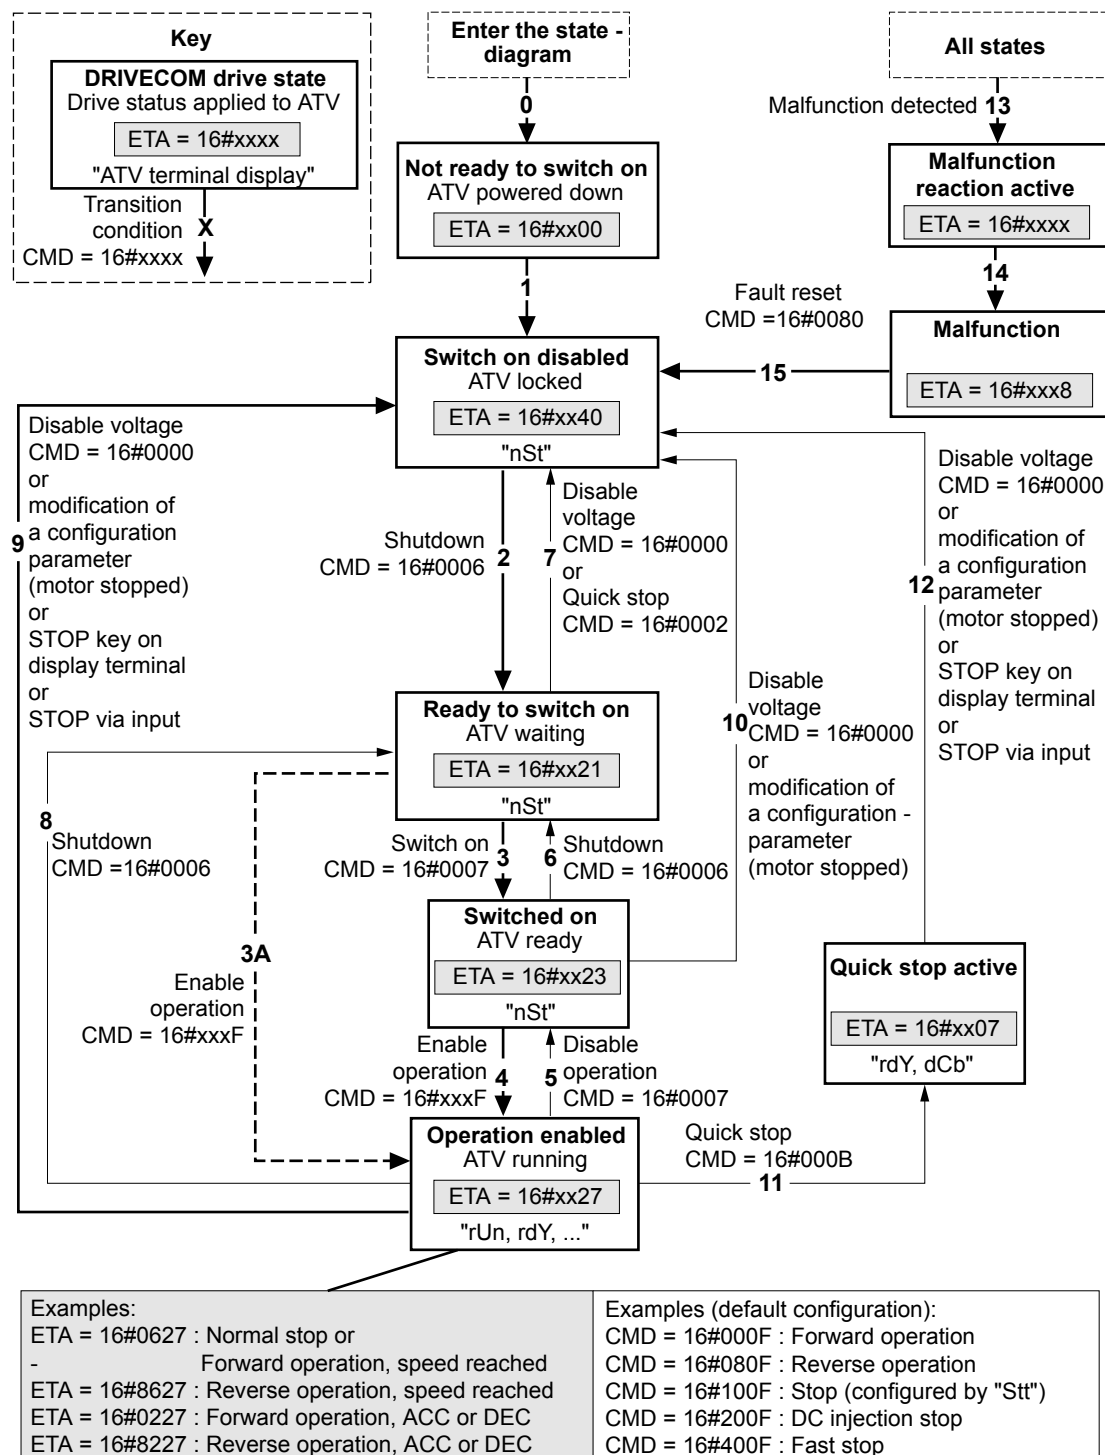 Key
DRIVECOM drive state
Drive status applied to ATV
ETA = 16#xxxx
"ATV terminal display"
Transition
condition
X
CMD = 16#xxxx
Enter the state -
diagram
0
Not ready to switch on
ATV powered down
ETA = 16#xx00
1
All states
Malfunction detected 13
Malfunction
reaction active
ETA = 16#xxxx
14
Malfunction
ETA = 16#xxx8
Fault reset
CMD =16#0080
15
Switch on disabled
ATV locked
ETA = 16#xx40
"nSt"
Disable voltage
CMD = 16#0000
or
modification of
a configuration
parameter
(motor stopped)
or
STOP key on
display terminal
or
STOP via input
9
Shutdown
CMD = 16#0006
2
7
Disable
voltage
CMD = 16#0000
or
Quick stop
CMD = 16#0002
10
Disable
voltage
CMD = 16#0000
or
modification of
a configuration -
parameter
(motor stopped)
12
Disable voltage
CMD = 16#0000
or
modification of
a configuration
parameter
(motor stopped)
or
STOP key on
display terminal
or
STOP via input
Ready to switch on
ATV waiting
ETA = 16#xx21
"nSt"
8
Shutdown
CMD =16#0006
Switch on
CMD = 16#0007
3
6
Shutdown
CMD = 16#0006
Switched on
ATV ready
ETA = 16#xx23
"nSt"
3A
Enable
operation
CMD = 16#xxxF
Enable
operation
CMD = 16#xxxF
4
5
Disable
operation
CMD = 16#0007
Quick stop active
ETA = 16#xx07
"rdY, dCb"
Operation enabled
ATV running
ETA = 16#xx27
"rUn, rdY, ..."
Quick stop
CMD = 16#000B
11
Examples:
ETA = 16#0627 : Normal stop or
- Forward operation, speed reached
ETA = 16#8627 : Reverse operation, speed reached
ETA = 16#0227 : Forward operation, ACC or DEC
ETA = 16#8227 : Reverse operation, ACC or DEC
Examples (default configuration):
CMD = 16#000F : Forward operation
CMD = 16#080F : Reverse operation
CMD = 16#100F : Stop (configured by "Stt")
CMD = 16#200F : DC injection stop
CMD = 16#400F : Fast stop